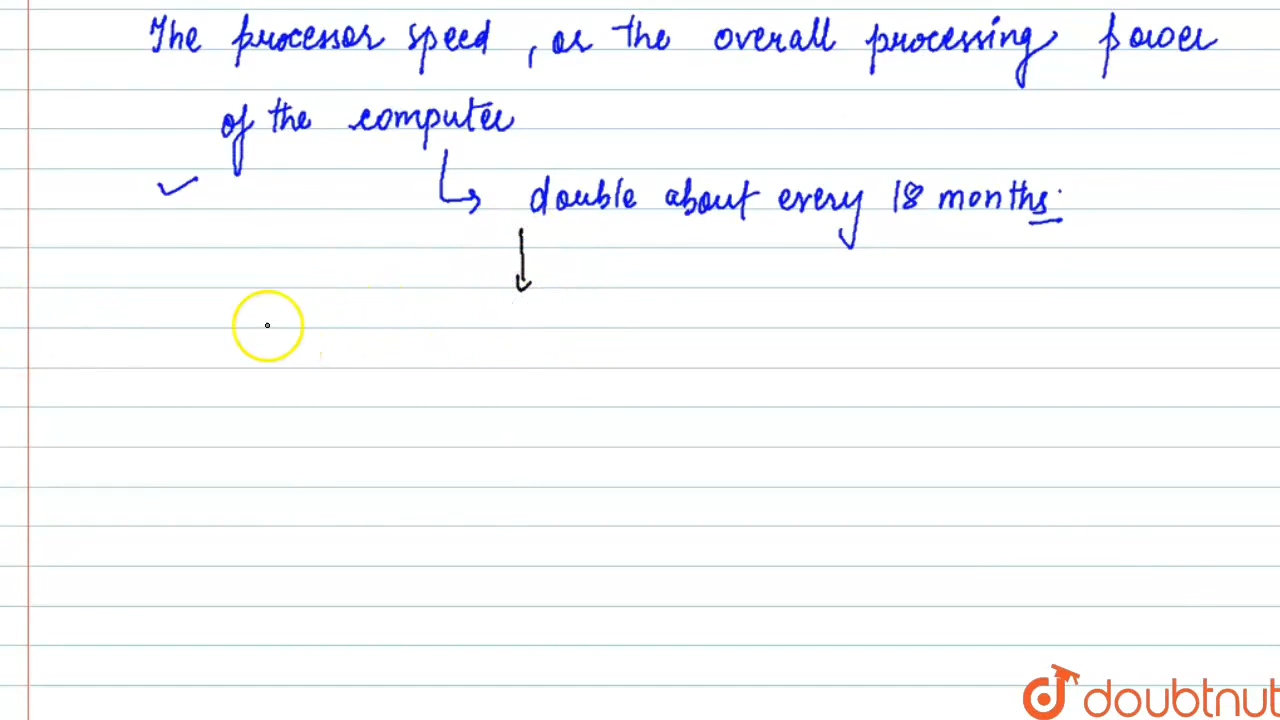 The processor speed, or the overall processing power
of the computer
double about every 18 months.
doubtnut